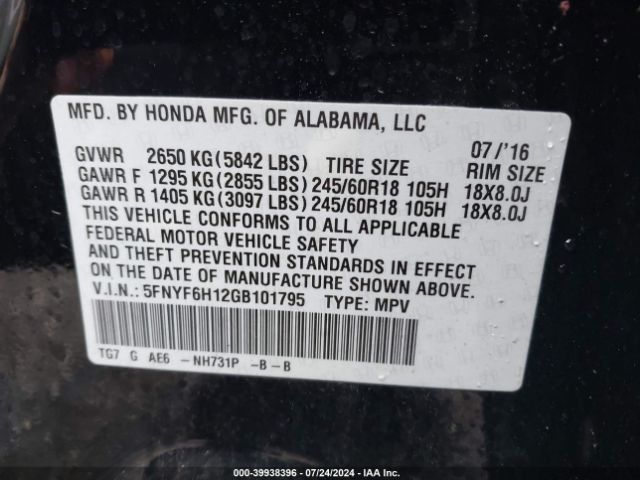 MFD. BY HONDA MFG. OF ALABAMA, LLC
07/'16
GVWR 2650 KG(5842 LBS) TIRE SIZE RIM SIZE
GAWR F 1295 KG(2855 LBS)245/60R18 105H 18X8.0J
GAWR R 1405 KG(3097 LBS)245/60R18 105H 18X8.0J
THIS VEHICLE CONFORMS TO ALL APPLICABLE
FEDERAL MOTOR VEHICLE SAFETY
AND THEFT PREVENTION STANDARDS IN EFFECT
ON THE DATE OF MANUFACTURE SHOWN ABOVE.
V.I.N.: 5FNYF6H12GB101795 TYPE: MPV
TG7 G AE6 -NH731P -B-B
000-39938396 - 07/24/2024 - IAA Inc.